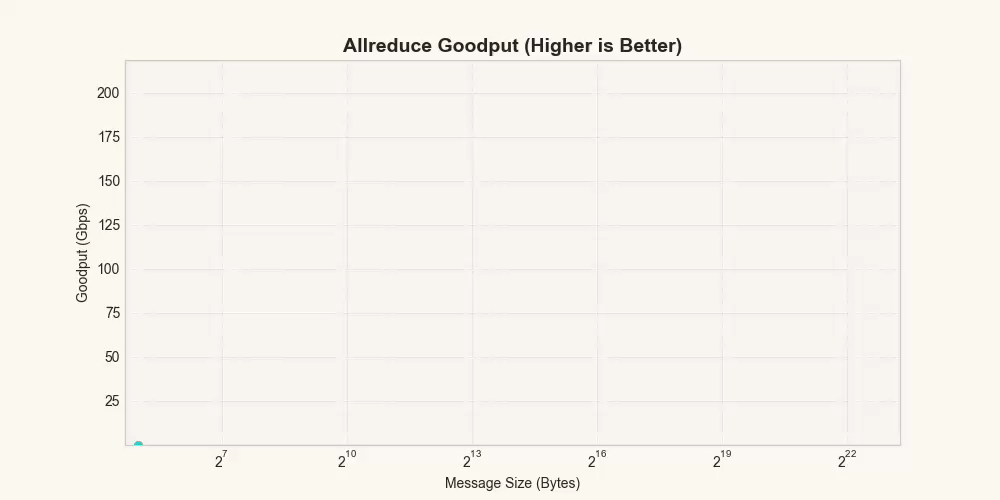 Allreduce Goodput (Higher is Better)
Goodput (Gbps)
200
175
150
125
100
75
50
25
2^7 2^10 2^13 2^16 2^19 2^22
Message Size (Bytes)